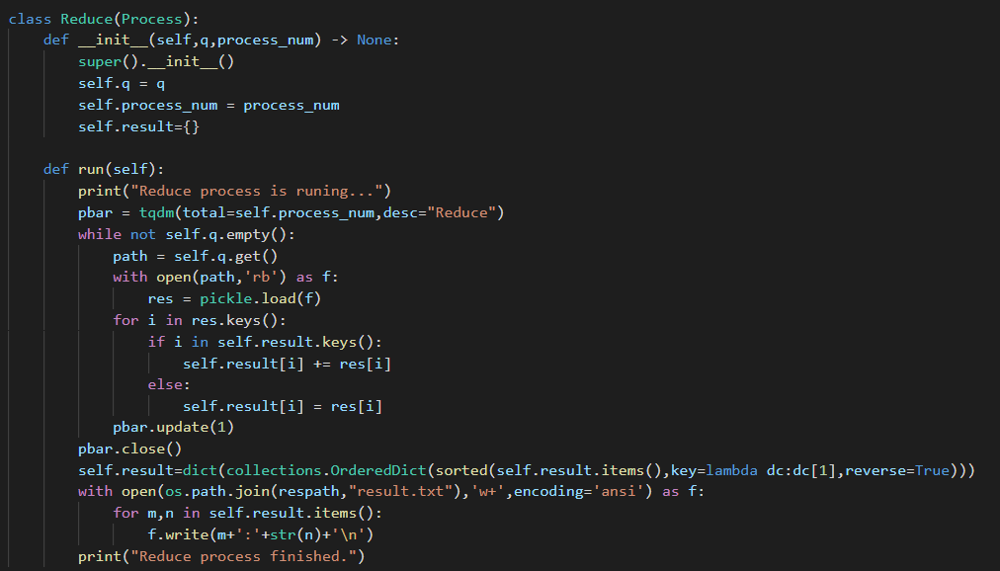 class Reduce(Process):
    def __init__(self,q,process_num) -> None:
        super().__init__()
        self.q = q
        self.process_num = process_num
        self.result={}
    def run(self):
        print("Reduce process is runing...")
        pbar = tqdm(total=self.process_num,desc="Reduce")
        while not self.q.empty():
            path = self.q.get()
            with open(path,'rb') as f:
                res = pickle.load(f)
            for i in res.keys():
                if i in self.result.keys():
                    self.result[i] += res[i]
                else:
                    self.result[i] = res[i]
            pbar.update(1)
        pbar.close()
        self.result=dict(collections.OrderedDict(sorted(self.result.items(),key=lambda dc:dc[1],reverse=True)))
        with open(os.path.join(respath,"result.txt"),'w+',encoding='ansi') as f:
            for m,n in self.result.items():
                f.write(m+':'+str(n)+'\n')
        print("Reduce process finished.")